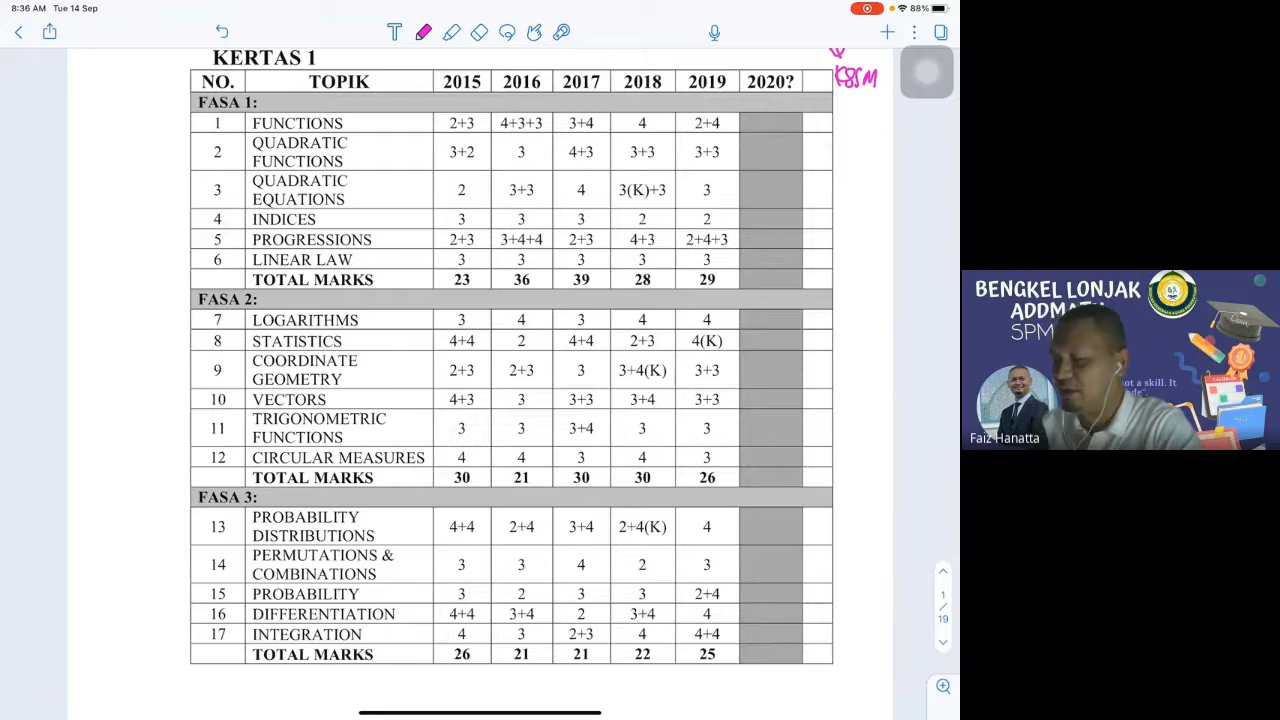 8:36 AM Tue 14 Sep
88%
KERTAS 1
KSSM
NO. TOPIK 2015 2016 2017 2018 2019 2020?
FASA 1:
1 FUNCTIONS 2+3 4+3+3 3+4 4 2+4
2 QUADRATIC FUNCTIONS 3+2 3 4+3 3+3 3+3
3 QUADRATIC EQUATIONS 2 3+3 4 3(K)+3 3
4 INDICES 3 3 3 2 2
5 PROGRESSIONS 2+3 3+4+4 2+3 4+3 2+4+3
6 LINEAR LAW 3 3 3 3 3
TOTAL MARKS 23 36 39 28 29
FASA 2:
7 LOGARITHMS 3 4 3 4 4
8 STATISTICS 4+4 2 4+4 2+3 4(K)
9 COORDINATE GEOMETRY 2+3 2+3 3 3+4(K) 3+3
10 VECTORS 4+3 3 3+3 3+4 3+3
11 TRIGONOMETRIC FUNCTIONS 3 3 3+4 3 3
12 CIRCULAR MEASURES 4 4 3 4 3
TOTAL MARKS 30 21 30 30 26
FASA 3:
13 PROBABILITY DISTRIBUTIONS 4+4 2+4 3+4 2+4(K) 4
14 PERMUTATIONS & COMBINATIONS 3 3 4 2 3
15 PROBABILITY 3 2 3 3 2+4
16 DIFFERENTIATION 4+4 3+4 2 3+4 4
17 INTEGRATION 4 3 2+3 4 4+4
TOTAL MARKS 26 21 21 22 25
1
/
19
BENGKEL LONJAK
ADDMATH
SPM
not a skill. It
Faiz Hanatta